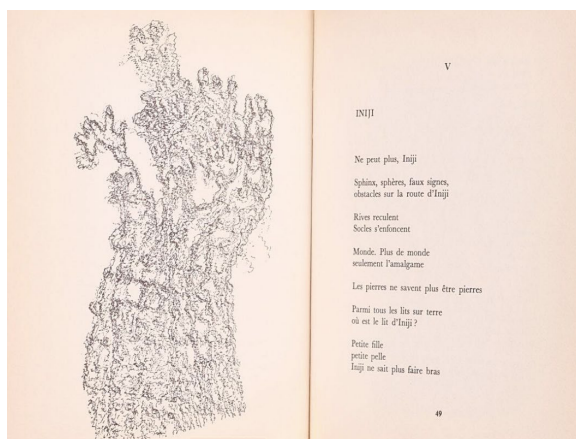 V
INIJI
Ne peut plus, Iniji
Sphinx, sphères, faux signes,
obstacles sur la route d'Iniji
Rives reculent
Socles s'enfoncent
Monde. Plus de monde
seulement l'amalgame
Les pierres ne savent plus être pierres
Parmi tous les lits sur terre
où est le lit d'Iniji ?
Petite fille
petite pelle
Iniji ne sait plus faire bras
49